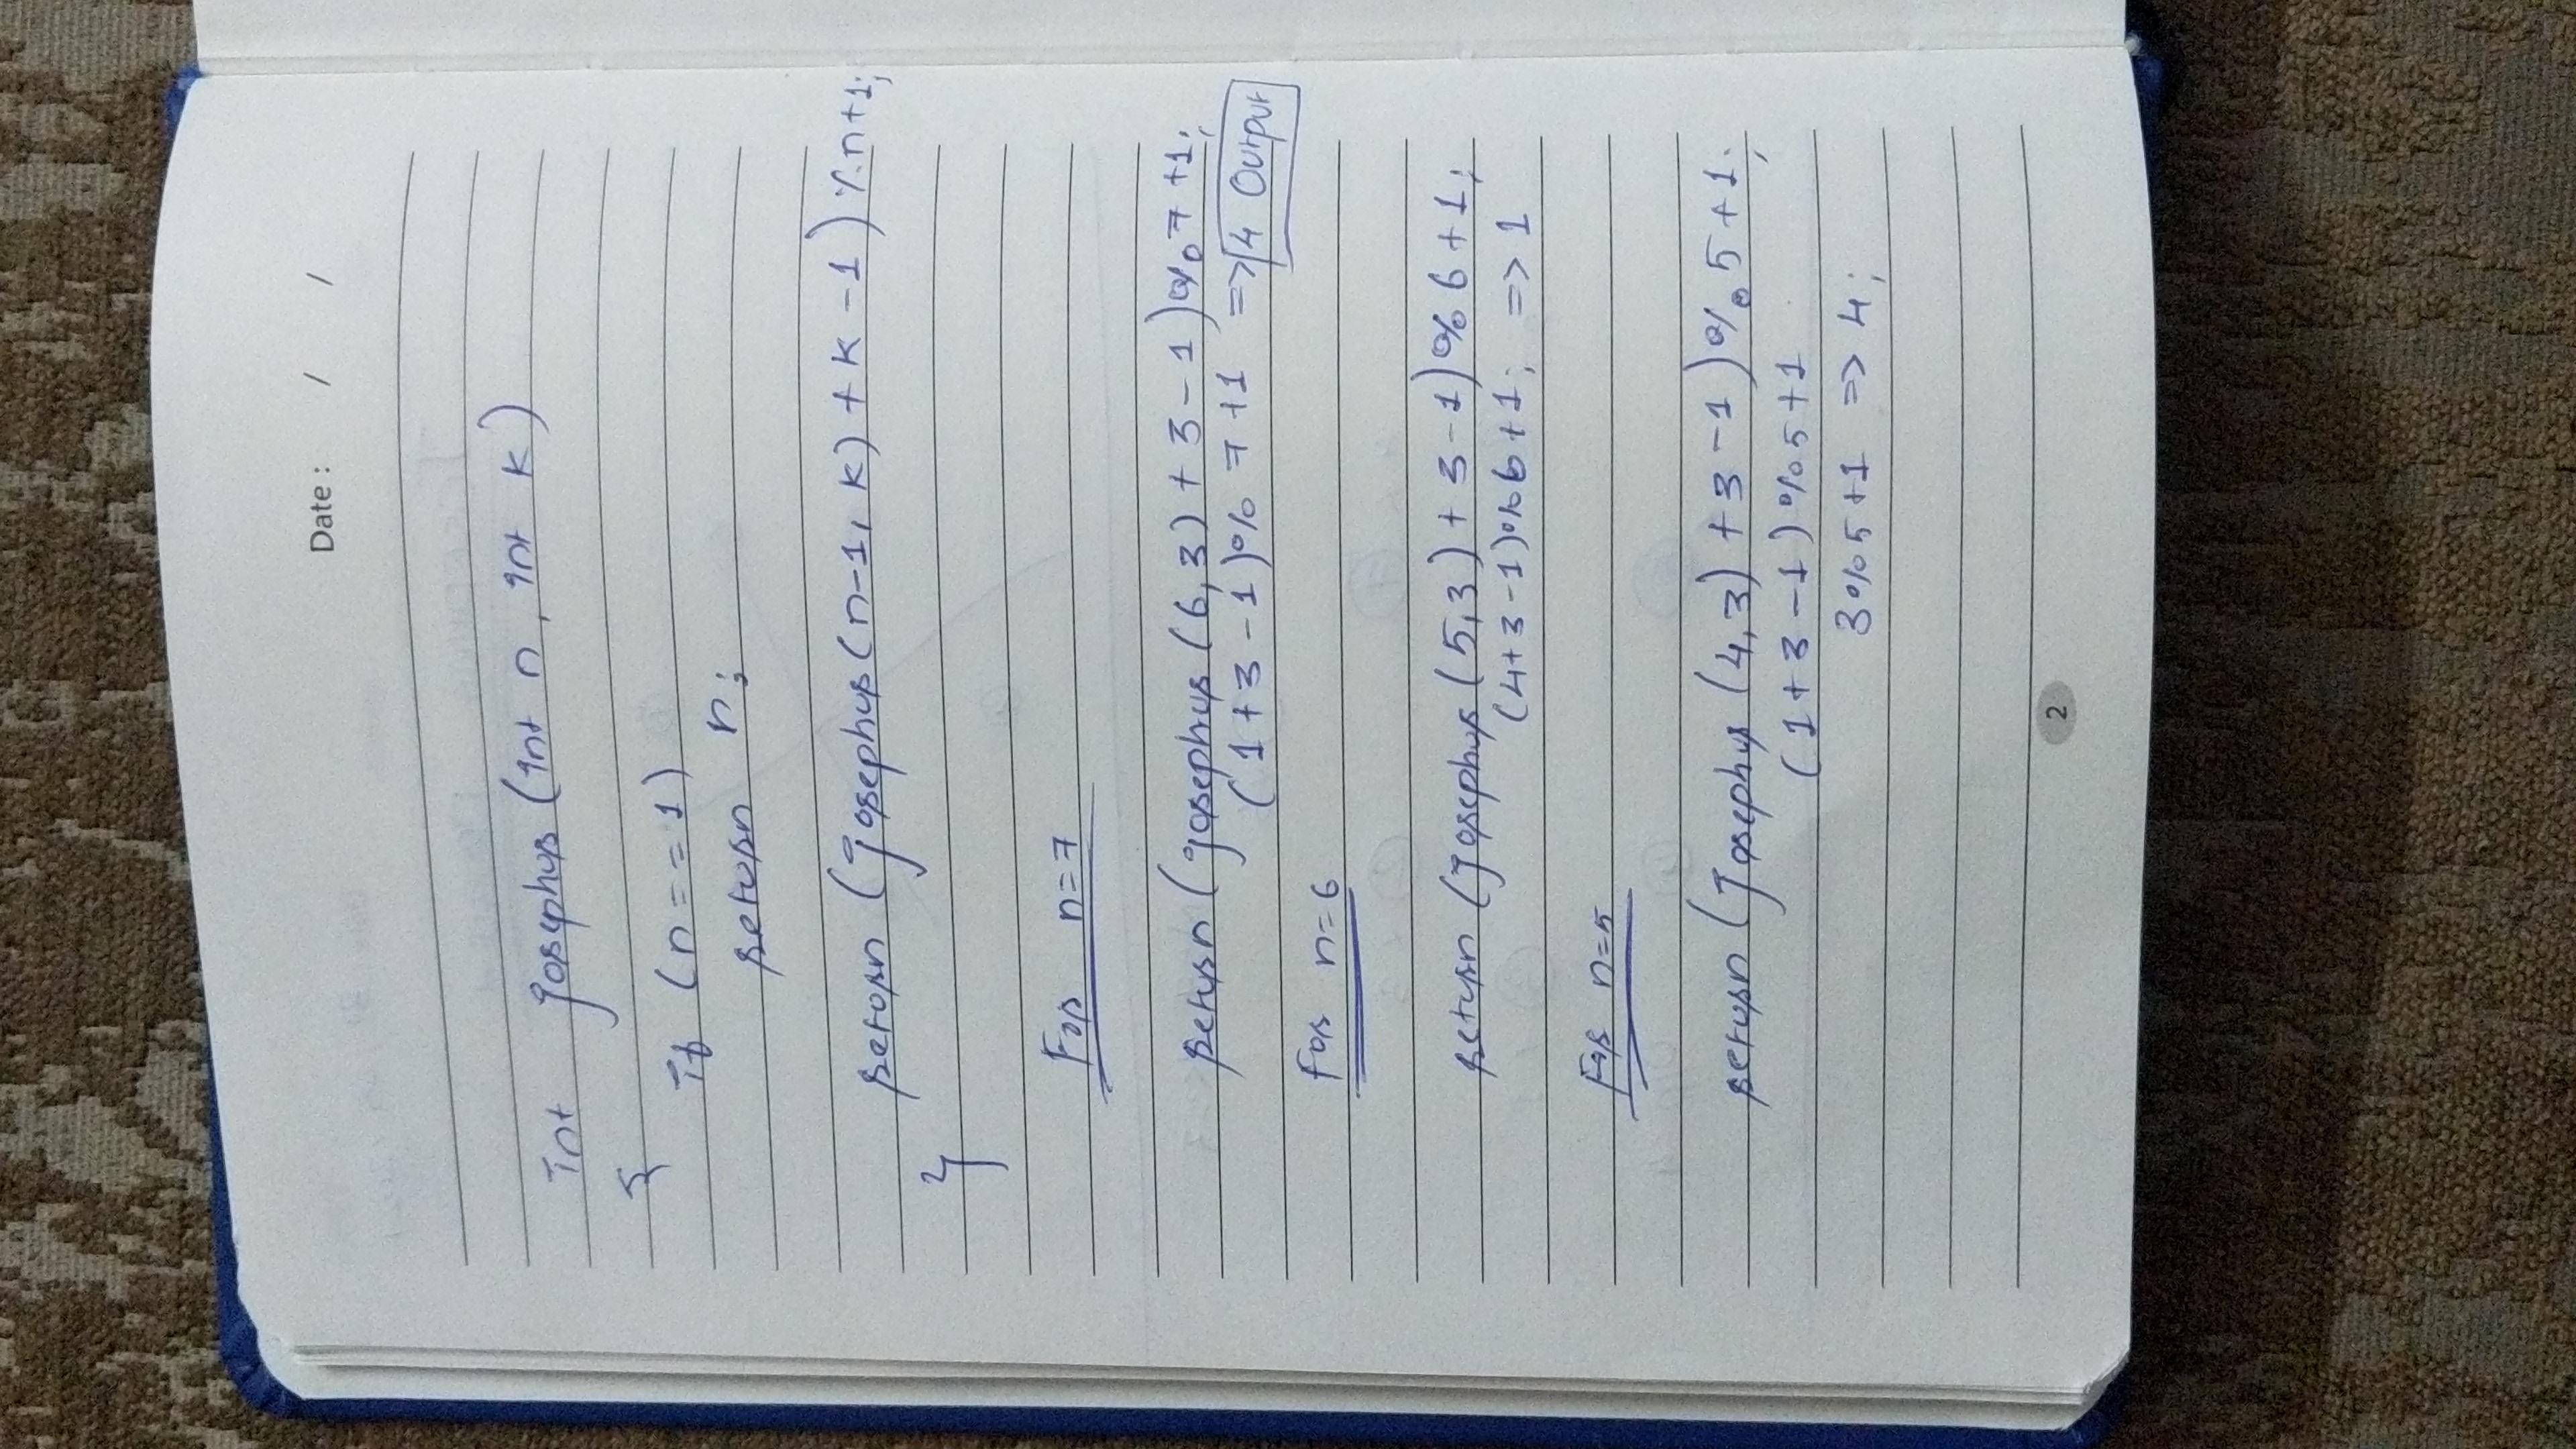 Date : / /
int josephus (int n, int k)
{
if (n == 1)
return n;
return (josephus(n-1, k) + k - 1) % n+1;
}
For n=7
return (josephus (6,3) + 3 - 1) % 7 +1;
(1+3-1) % 7 +1 => 4 Output
For n=6
return (josephus (5,3) + 3-1) % 6 +1;
(4+3-1)%6+1; => 1
For n=5
return (josephus (4,3) +3-1) % 5+1;
(1+3-1) %5+1
3%5+1 => 4;
2